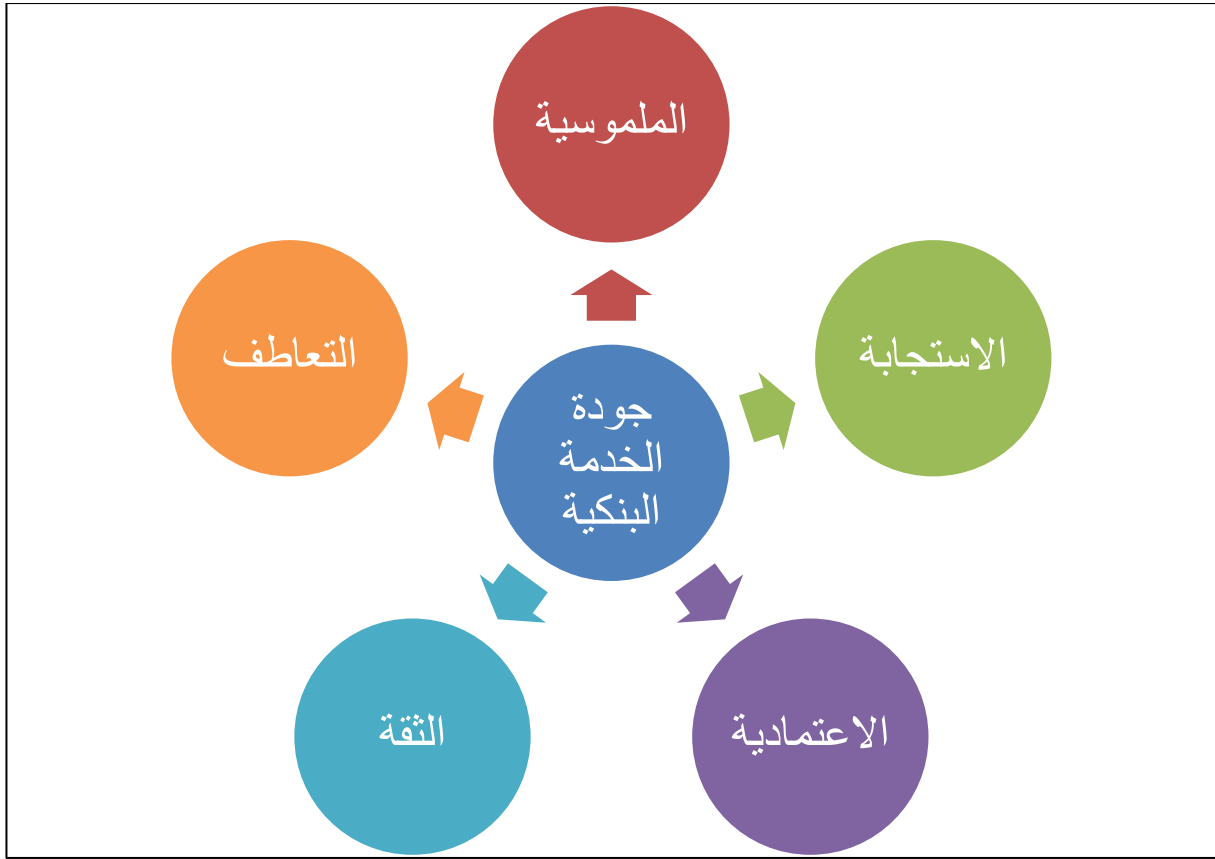 الملموسية
الاستجابة
التعاطف
جودة
الخدمة
البنكية
الاعتمادية
الثقة